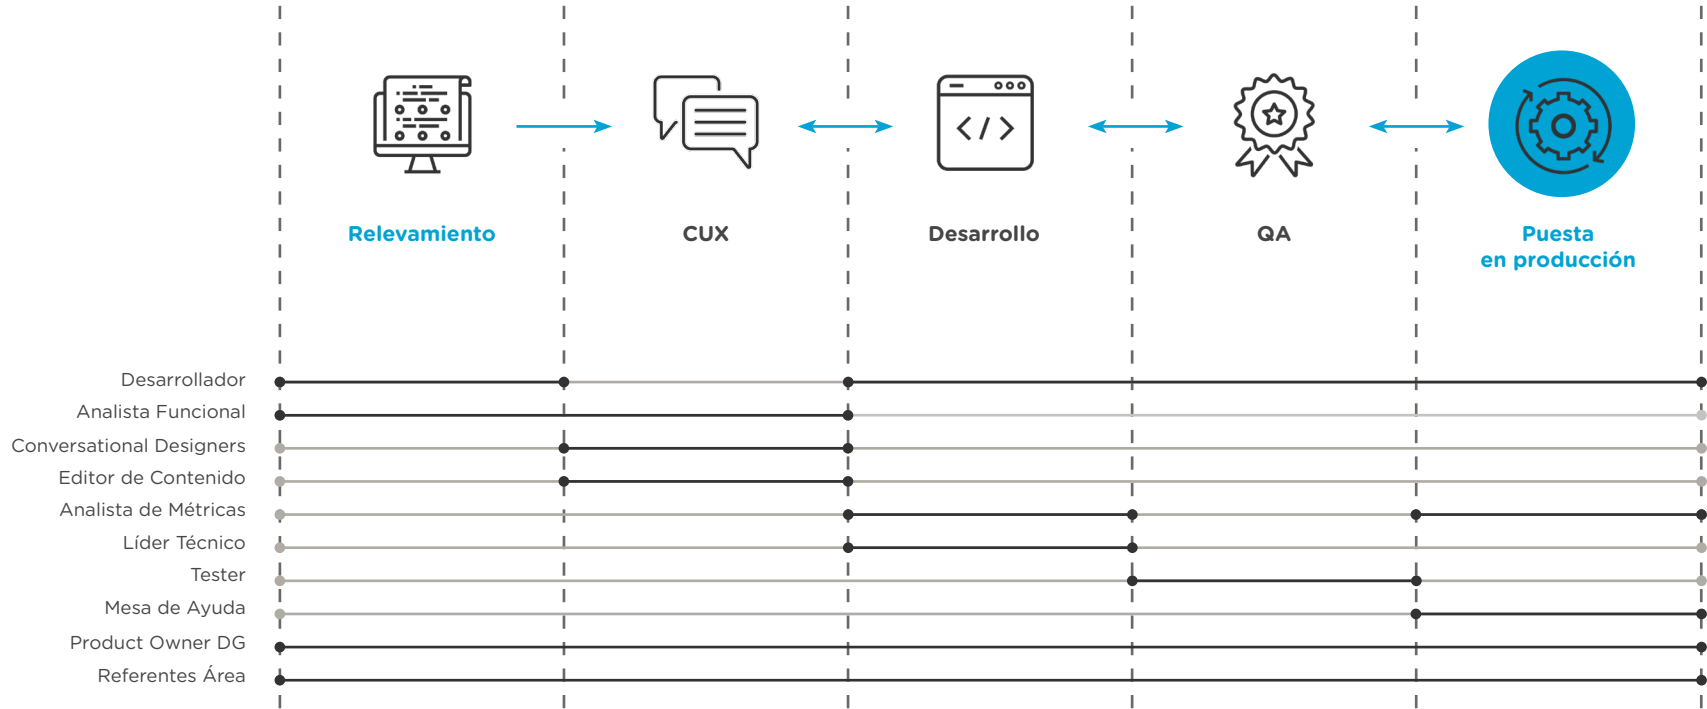 Relevamiento
CUX
Desarrollo
QA
Puesta
en producción
Desarrollador
Analista Funcional
Conversational Designers
Editor de Contenido
Analista de Métricas
Líder Técnico
Tester
Mesa de Ayuda
Product Owner DG
Referentes Área